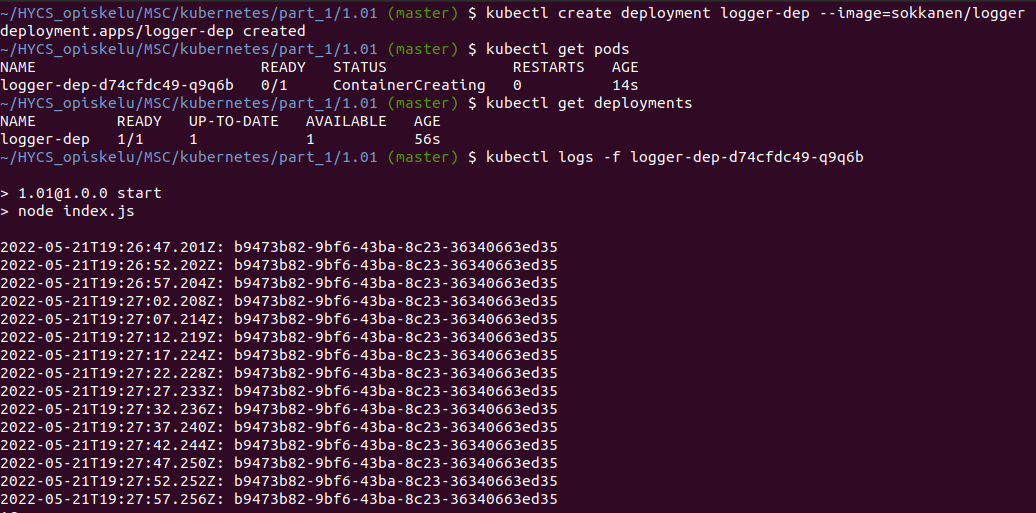 ~/HYCS_opiskelu/MSC/kubernetes/part_1/1.01 (master) $ kubectl create deployment logger-dep --image=sokkanen/logger
deployment.apps/logger-dep created
~/HYCS_opiskelu/MSC/kubernetes/part_1/1.01 (master) $ kubectl get pods
NAME                         READY   STATUS              RESTARTS   AGE
logger-dep-d74cfdc49-q9q6b   0/1     ContainerCreating   0          14s
~/HYCS_opiskelu/MSC/kubernetes/part_1/1.01 (master) $ kubectl get deployments
NAME         READY   UP-TO-DATE   AVAILABLE   AGE
logger-dep   1/1     1            1           56s
~/HYCS_opiskelu/MSC/kubernetes/part_1/1.01 (master) $ kubectl logs -f logger-dep-d74cfdc49-q9q6b

> 1.01@1.0.0 start
> node index.js

2022-05-21T19:26:47.201Z: b9473b82-9bf6-43ba-8c23-36340663ed35
2022-05-21T19:26:52.202Z: b9473b82-9bf6-43ba-8c23-36340663ed35
2022-05-21T19:26:57.204Z: b9473b82-9bf6-43ba-8c23-36340663ed35
2022-05-21T19:27:02.208Z: b9473b82-9bf6-43ba-8c23-36340663ed35
2022-05-21T19:27:07.214Z: b9473b82-9bf6-43ba-8c23-36340663ed35
2022-05-21T19:27:12.219Z: b9473b82-9bf6-43ba-8c23-36340663ed35
2022-05-21T19:27:17.224Z: b9473b82-9bf6-43ba-8c23-36340663ed35
2022-05-21T19:27:22.228Z: b9473b82-9bf6-43ba-8c23-36340663ed35
2022-05-21T19:27:27.233Z: b9473b82-9bf6-43ba-8c23-36340663ed35
2022-05-21T19:27:32.236Z: b9473b82-9bf6-43ba-8c23-36340663ed35
2022-05-21T19:27:37.240Z: b9473b82-9bf6-43ba-8c23-36340663ed35
2022-05-21T19:27:42.244Z: b9473b82-9bf6-43ba-8c23-36340663ed35
2022-05-21T19:27:47.250Z: b9473b82-9bf6-43ba-8c23-36340663ed35
2022-05-21T19:27:52.252Z: b9473b82-9bf6-43ba-8c23-36340663ed35
2022-05-21T19:27:57.256Z: b9473b82-9bf6-43ba-8c23-36340663ed35